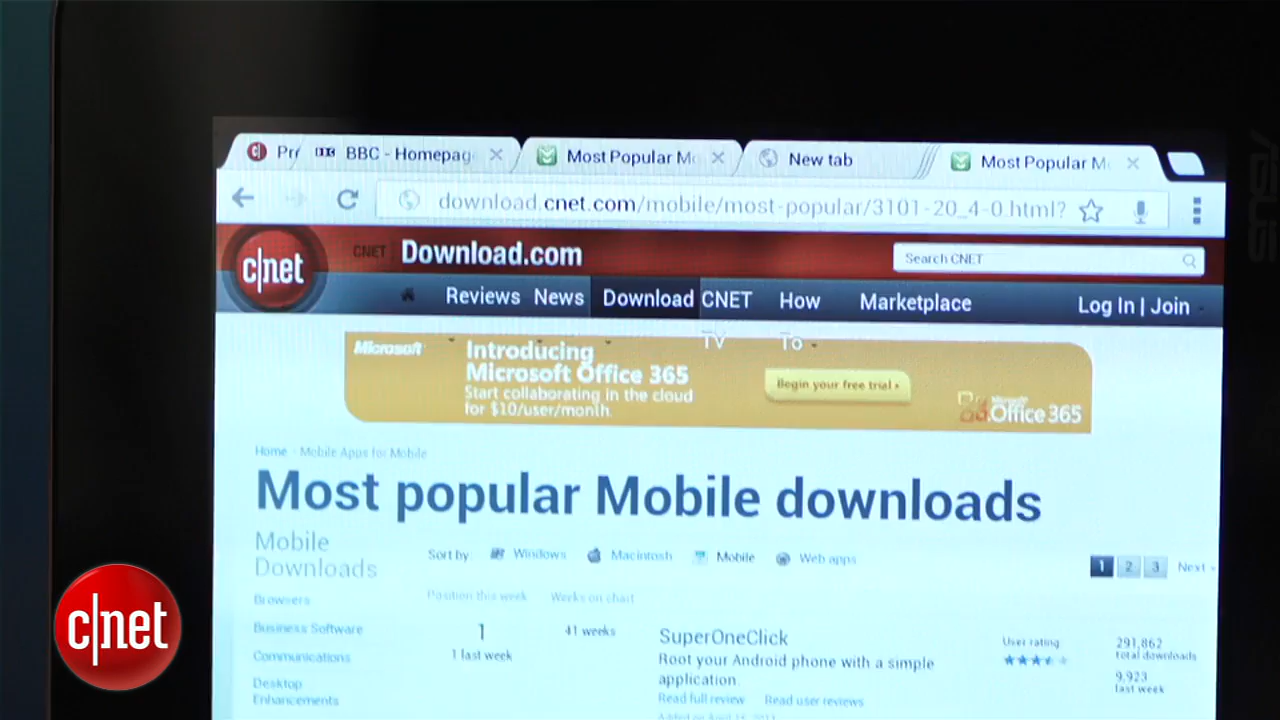 Pr
BBC - Homepag
Most Popular M
New tab
Most Popular M
download.cnet.com/mobile/most-popular/3101-20_4-0.html?
c|net
CNET Download.com
Search CNET
Reviews News Download CNET TV How To Marketplace
Log In | Join
Microsoft
Introducing
Microsoft Office 365
Start collaborating in the cloud
for $10/user/month.
Begin your free trial
Microsoft
Office 365
Home Mobile Apps for Mobile
Most popular Mobile downloads
Mobile
Downloads
Sort by Windows Macintosh Mobile Web apps
1 2 3 Next
Browsers
Business Software
Communications
Desktop
Enhancements
Position this week Weeks on chart
1
41 weeks
1 last week
SuperOneClick
Root your Android phone with a simple
application.
Read full review Read user reviews
User rating
291,862
total downloads
9,923
last week
ASUS
c|net